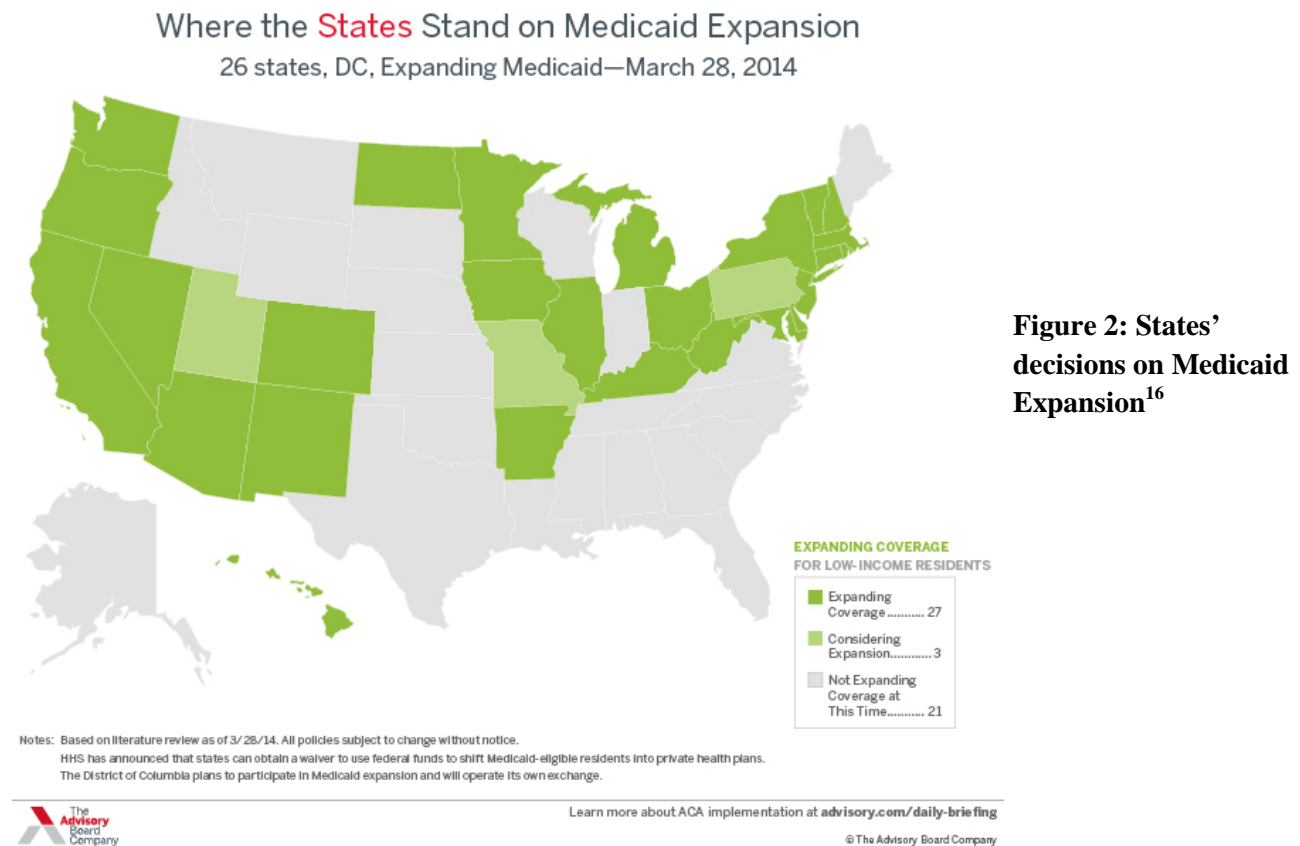 Where the States Stand on Medicaid Expansion
26 states, DC, Expanding Medicaid—March 28, 2014
Figure 2: States’
decisions on Medicaid
Expansion16
EXPANDING COVERAGE
FOR LOW-INCOME RESIDENTS
Expanding
Coverage ........... 27
Considering
Expansion............. 3
Not Expanding
Coverage at
This Time........... 21
Notes: Based on literature review as of 3/28/14. All policies subject to change without notice.
HHS has announced that states can obtain a waiver to use federal funds to shift Medicaid-eligible residents into private health plans.
The District of Columbia plans to participate in Medicaid expansion and will operate its own exchange.
The
Advisory
Board
Company
Learn more about ACA implementation at advisory.com/daily-briefing
© The Advisory Board Company